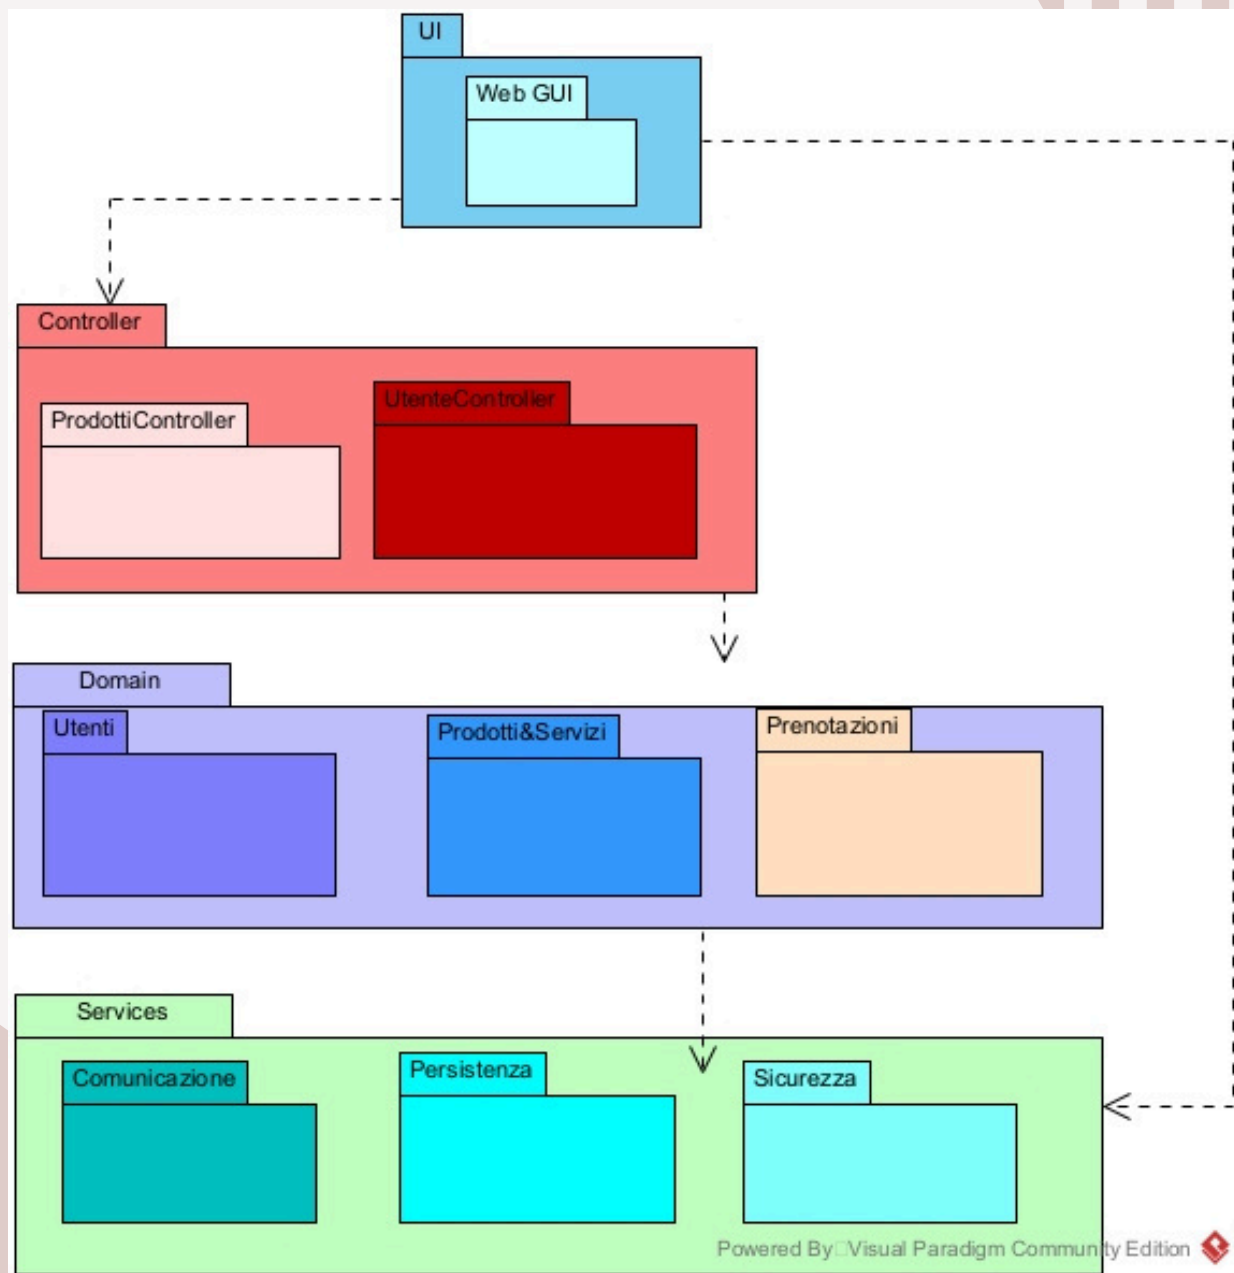 UI
Web GUI
Controller
ProdottiController
UtenteController
Domain
Utenti
Prodotti&Servizi
Prenotazioni
Services
Comunicazione
Persistenza
Sicurezza
Powered By Visual Paradigm Community Edition